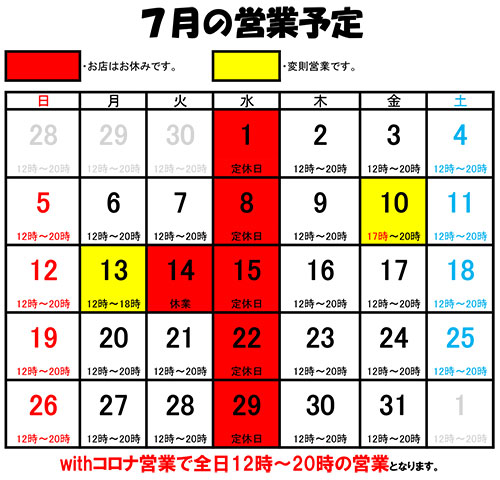 ７月の営業予定
・お店はお休みです。 ・変則営業です。
日 月 火 水 木 金 土
28 29 30 1 2 3 4
12時～20時 12時～20時 12時～20時 定休日 12時～20時 12時～20時 12時～20時
5 6 7 8 9 10 11
12時～20時 12時～20時 12時～20時 定休日 12時～20時 17時～20時 12時～20時
12 13 14 15 16 17 18
12時～20時 12時～18時 休業 定休日 12時～20時 12時～20時 12時～20時
19 20 21 22 23 24 25
12時～20時 12時～20時 12時～20時 定休日 12時～20時 12時～20時 12時～20時
26 27 28 29 30 31 1
12時～20時 12時～20時 12時～20時 定休日 12時～20時 12時～20時 12時～20時
withコロナ営業で全日12時～20時の営業となります。